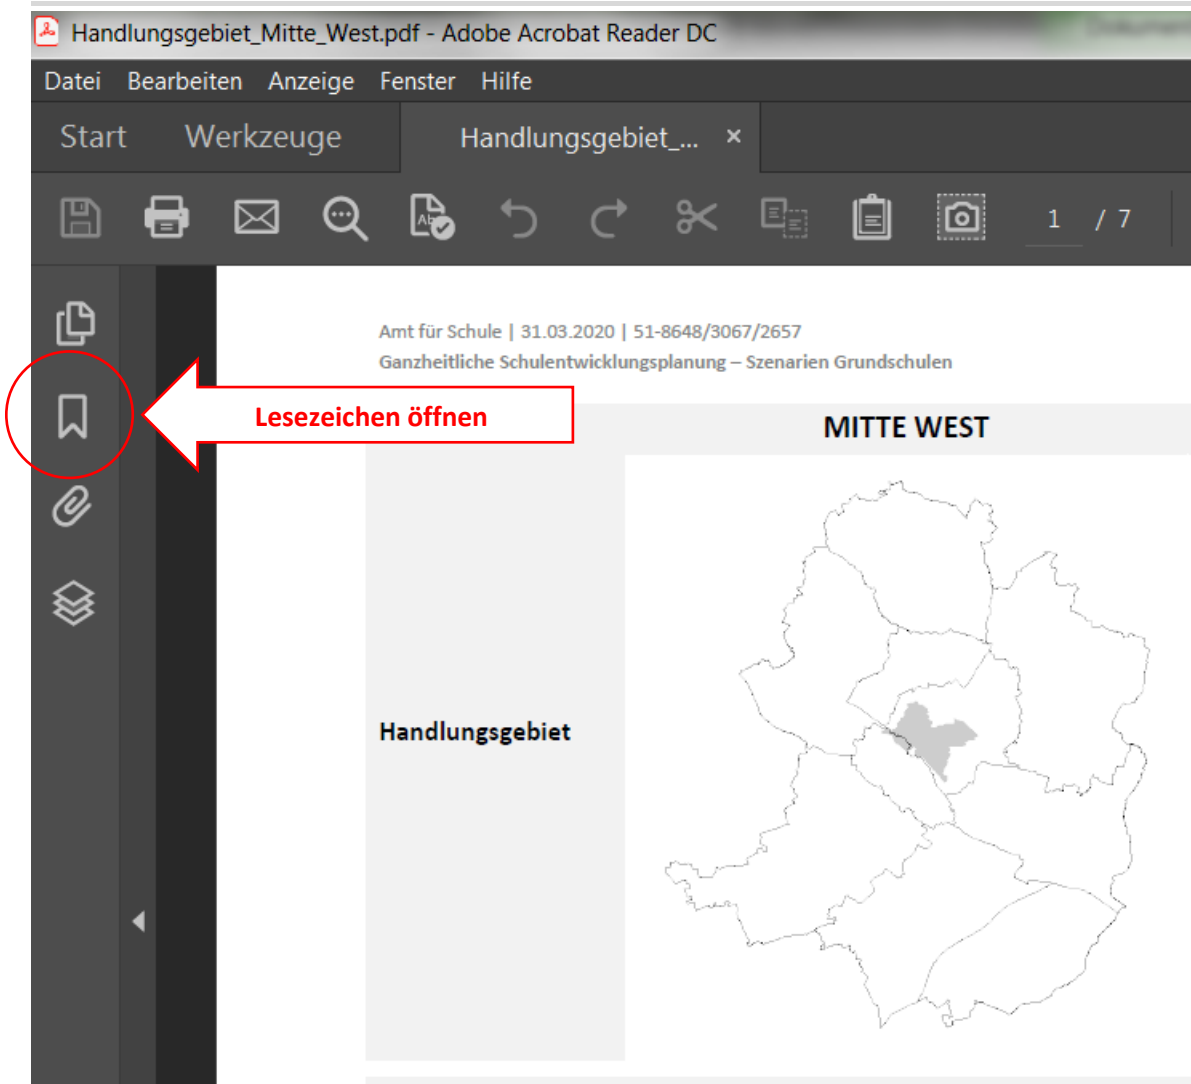 Handlungsgebiet_Mitte_West.pdf - Adobe Acrobat Reader DC
Datei Bearbeiten Anzeige Fenster Hilfe
Start Werkzeuge Handlungsgebiet_... ×
1 / 7
Amt für Schule | 31.03.2020 | 51-8648/3067/2657
Ganzheitliche Schulentwicklungsplanung – Szenarien Grundschulen
Lesezeichen öffnen
MITTE WEST
Handlungsgebiet